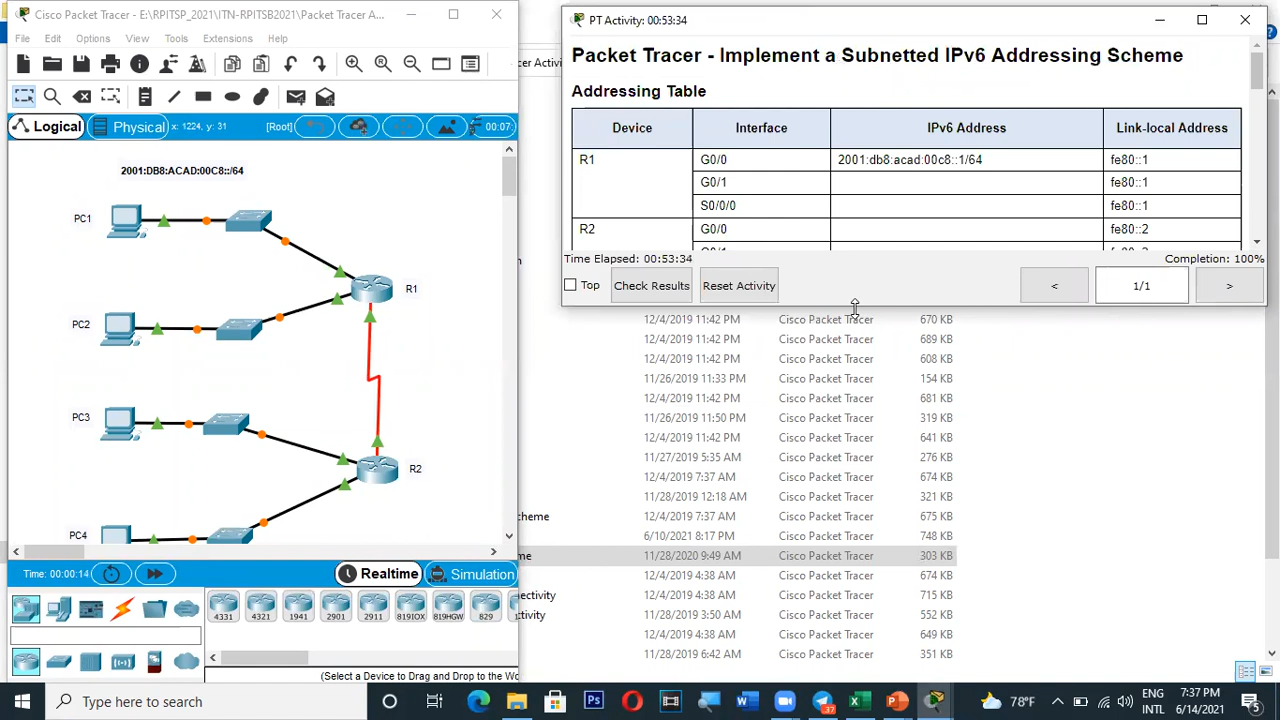 Cisco Packet Tracer - E:\RPITSP_2021\ITN-RPITSB2021\Packet Tracer A...
File Edit Options View Tools Extensions Help
Logical Physical x: 1224, y: 31 [Root] 00:07:
2001:DB8:ACAD:00C8::/64
PC1
R1
PC2
PC3
R2
PC4
Time: 00:00:14 Realtime Simulation
4331 4321 1941 2901 2911 819IOX 819HGW 829
(Select a Device to Drag and Drop to the Wo
PT Activity: 00:53:34
Packet Tracer - Implement a Subnetted IPv6 Addressing Scheme
Addressing Table
Device Interface IPv6 Address Link-local Address
R1 G0/0 2001:db8:acad:00c8::1/64 fe80::1
G0/1 fe80::1
S0/0/0 fe80::1
R2 G0/0 fe80::2
Time Elapsed: 00:53:34 Completion: 100%
Top Check Results Reset Activity < 1/1 >
er Activi
12/4/2019 11:42 PM Cisco Packet Tracer 670 KB
12/4/2019 11:42 PM Cisco Packet Tracer 689 KB
12/4/2019 11:42 PM Cisco Packet Tracer 608 KB
11/26/2019 11:33 PM Cisco Packet Tracer 154 KB
12/4/2019 11:42 PM Cisco Packet Tracer 681 KB
11/26/2019 11:50 PM Cisco Packet Tracer 319 KB
12/4/2019 11:42 PM Cisco Packet Tracer 641 KB
11/27/2019 5:35 AM Cisco Packet Tracer 276 KB
12/4/2019 7:37 AM Cisco Packet Tracer 674 KB
11/28/2019 12:18 AM Cisco Packet Tracer 321 KB
cheme 12/4/2019 7:37 AM Cisco Packet Tracer 675 KB
6/10/2021 8:17 PM Cisco Packet Tracer 748 KB
me 11/28/2020 9:49 AM Cisco Packet Tracer 303 KB
12/4/2019 4:38 AM Cisco Packet Tracer 674 KB
nectivity 12/4/2019 4:38 AM Cisco Packet Tracer 715 KB
tivity 11/28/2019 3:50 AM Cisco Packet Tracer 552 KB
12/4/2019 4:38 AM Cisco Packet Tracer 649 KB
11/28/2019 6:42 AM Cisco Packet Tracer 351 KB
Type here to search
78°F
ENG
INTL
7:37 PM
6/14/2021